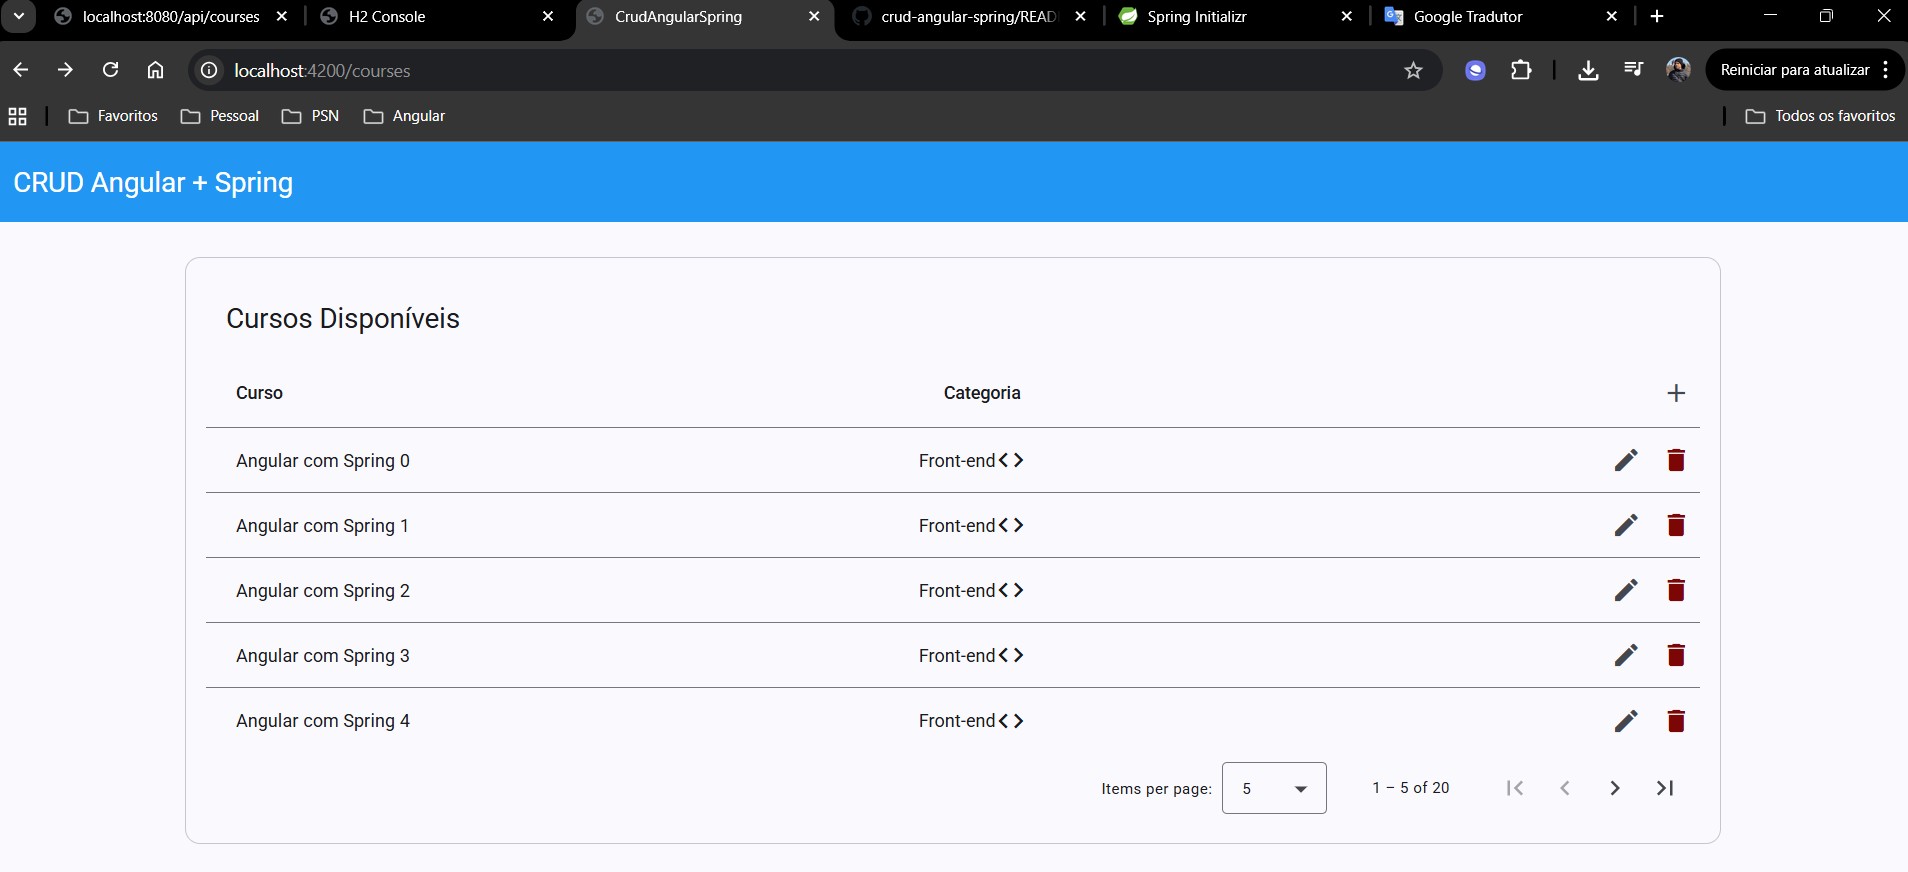 localhost:8080/api/courses
H2 Console
CrudAngularSpring
crud-angular-spring/READ
Spring Initializr
Google Tradutor
localhost:4200/courses
Reiniciar para atualizar
Favoritos
Pessoal
PSN
Angular
Todos os favoritos
CRUD Angular + Spring
Cursos Disponíveis
Curso Categoria +
Angular com Spring 0 Front-end <>
Angular com Spring 1 Front-end <>
Angular com Spring 2 Front-end <>
Angular com Spring 3 Front-end <>
Angular com Spring 4 Front-end <>
Items per page: 5 1 – 5 of 20